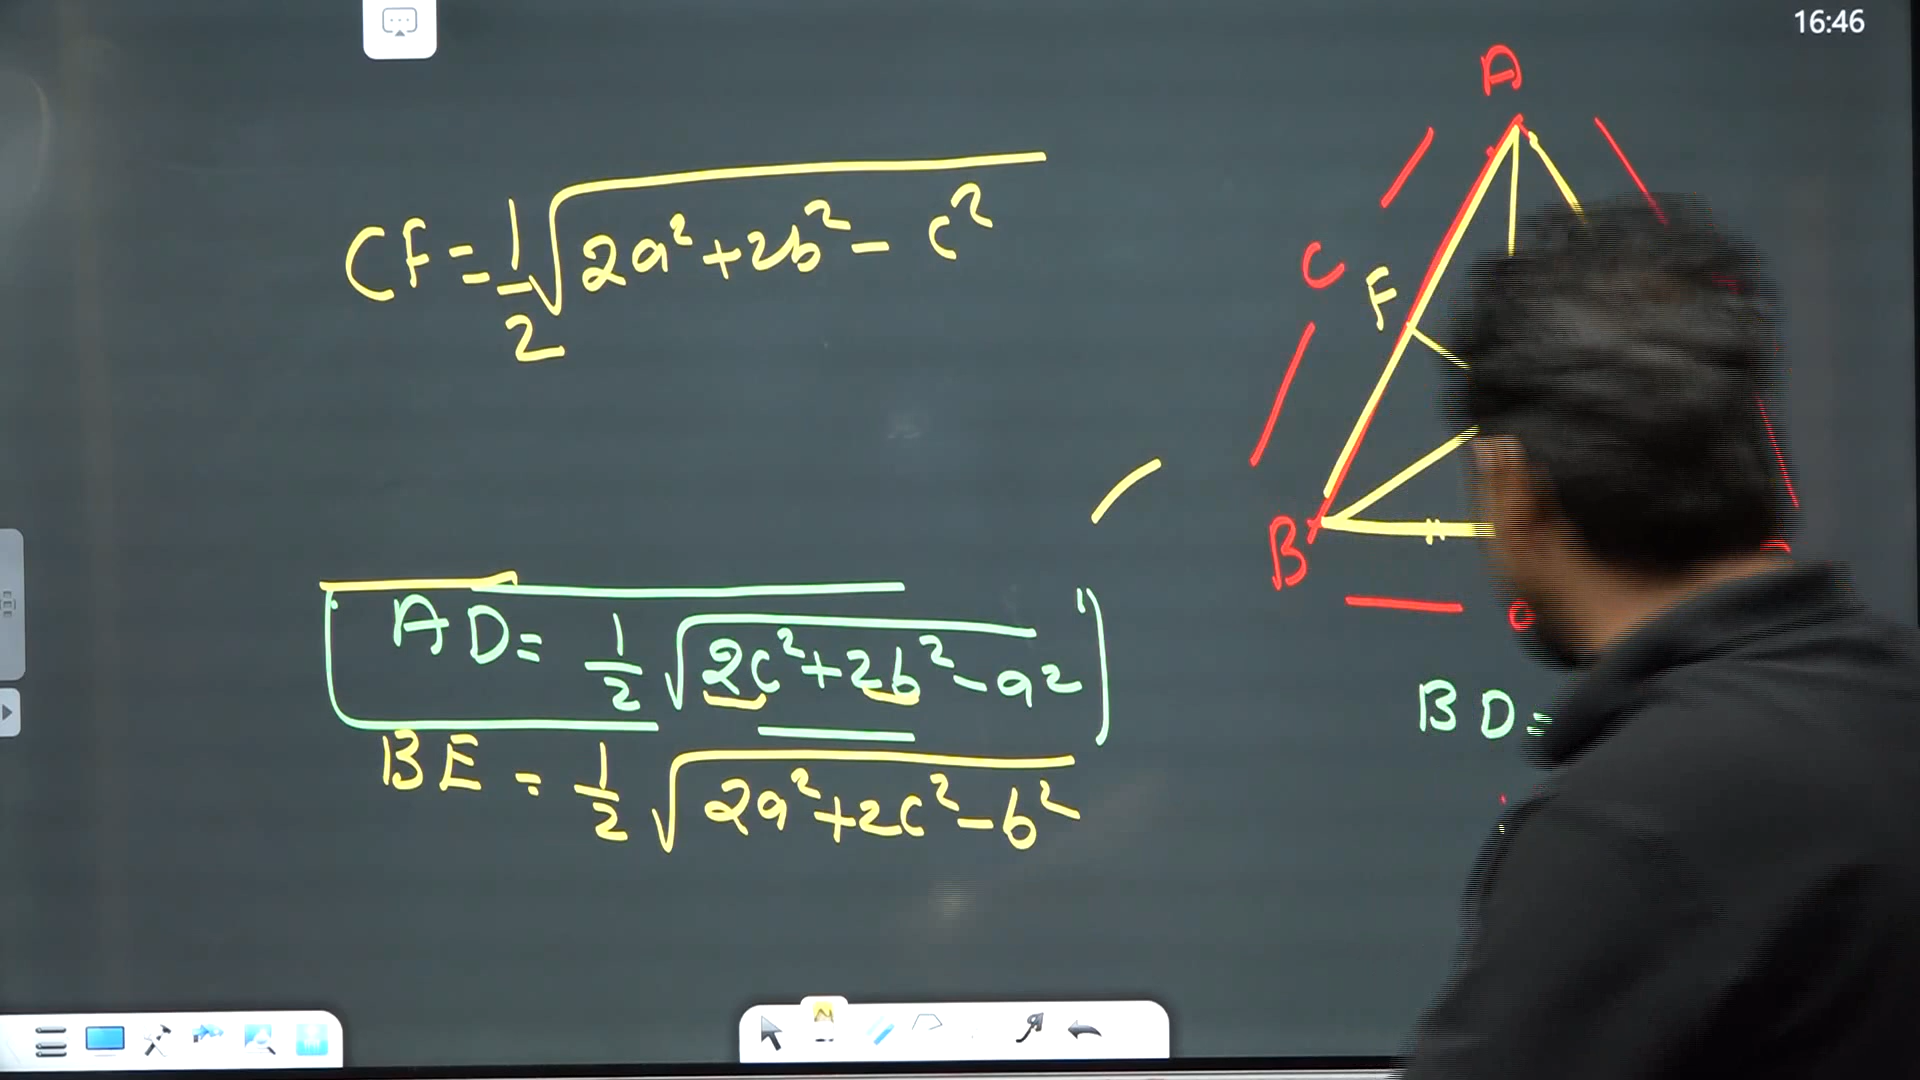 16:46
A
CF = 1/2 √(2a² + 2b² - c²)
C
F
B
AD = 1/2 √(2c² + 2b² - a²)
BD =
BE = 1/2 √(2a² + 2c² - b²)